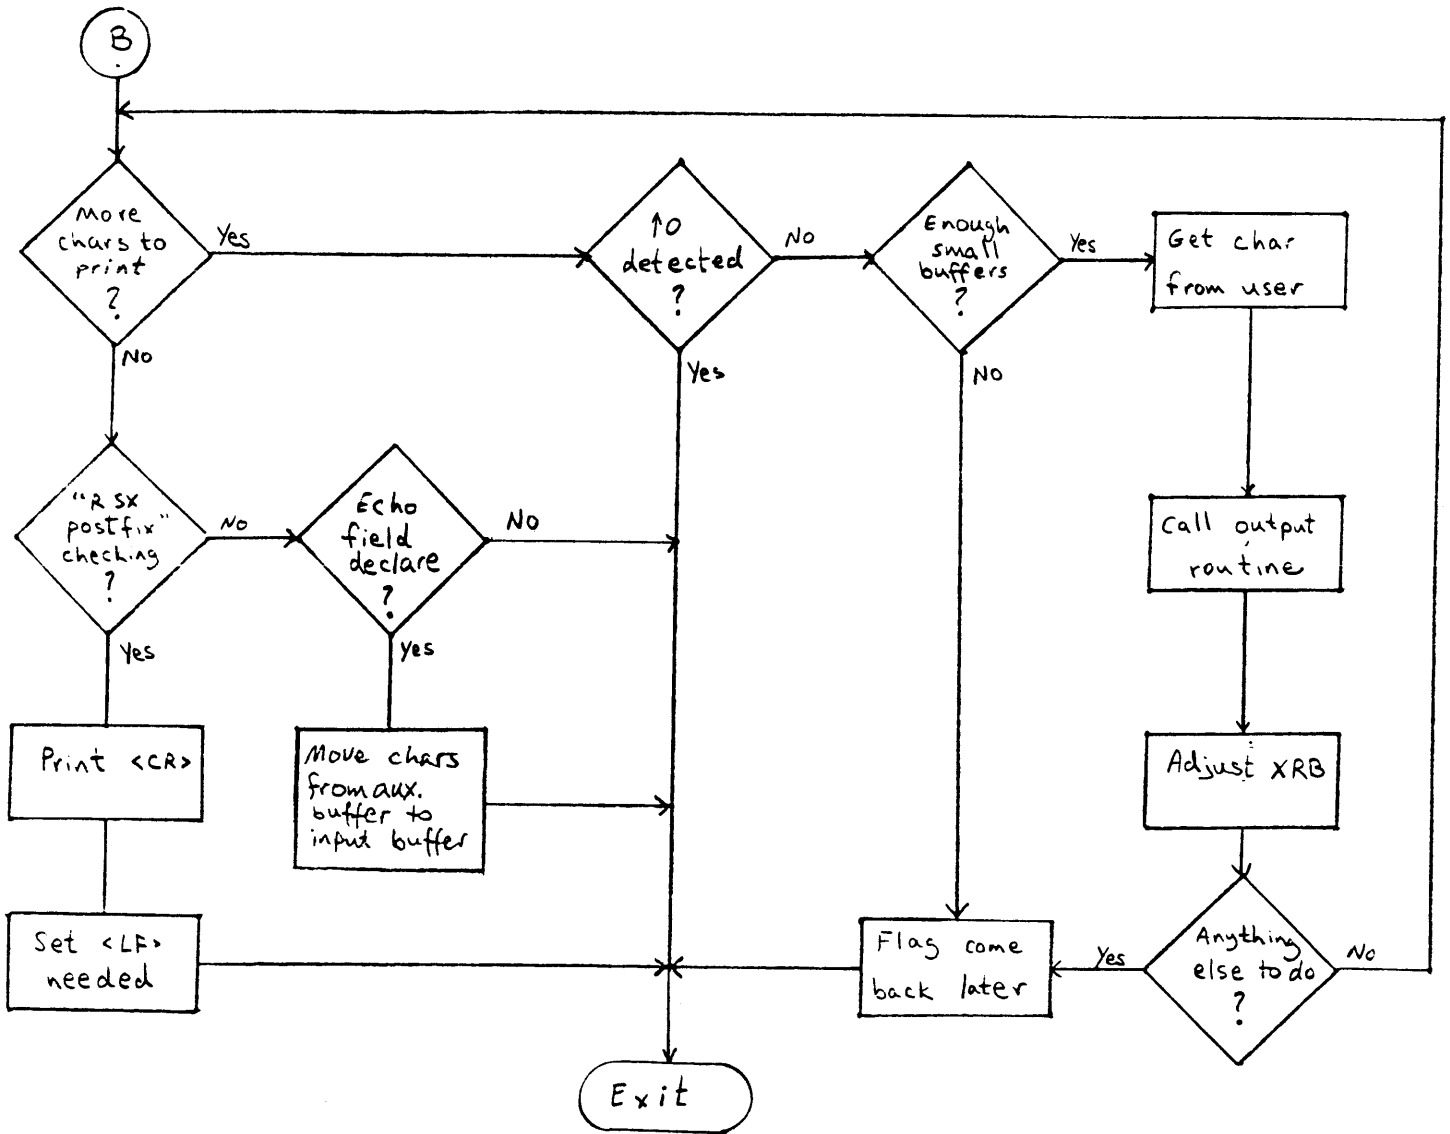 B
More
chars to
print
?
Yes
No
↑O
detected
?
No
Yes
Enough
small
buffers
?
Yes
No
Get char
from user
"RSX
postfix"
checking
?
No
Yes
Echo
field
declare
?
No
Yes
Call output
routine
Print <CR>
Move chars
from aux.
buffer to
input buffer
Adjust XRB
Set <LF>
needed
Flag come
back later
Yes
Anything
else to do
?
No
Exit